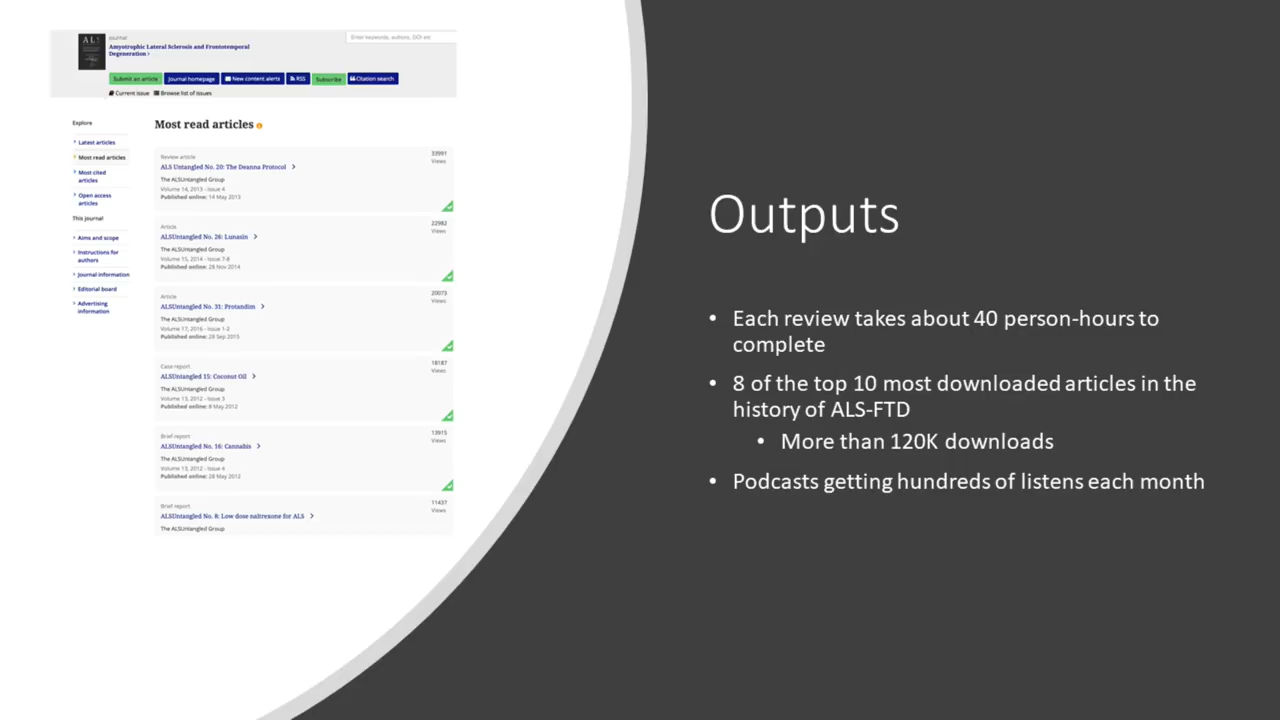 ALS
Journal
Amyotrophic Lateral Sclerosis and Frontotemporal
Degeneration ›
Enter keywords, authors, DOI etc
Submit an article
Journal homepage
New content alerts
RSS
Subscribe
Citation search
Current issue
Browse list of issues
Explore
Latest articles
Most read articles
Most cited
articles
Open access
articles
This journal
Aims and scope
Instructions for
authors
Journal information
Editorial board
Advertising
information
Most read articles
Review article
33991
Views
ALS Untangled No. 20: The Deanna Protocol
The ALSUntangled Group
Volume 14, 2013 - Issue 4
Published online: 14 May 2013
Article
22982
Views
ALSUntangled No. 26: Lunasin
The ALSUntangled Group
Volume 15, 2014 - Issue 7-8
Published online: 28 Nov 2014
Article
20073
Views
ALSUntangled No. 31: Protandim
The ALSUntangled Group
Volume 17, 2016 - Issue 1-2
Published online: 28 Sep 2015
Case report
18187
Views
ALSUntangled 15: Coconut Oil
The ALSUntangled Group
Volume 13, 2012 - Issue 3
Published online: 8 May 2012
Brief report
13915
Views
ALSUntangled No. 16: Cannabis
The ALSUntangled Group
Volume 13, 2012 - Issue 4
Published online: 28 May 2012
Brief report
11437
Views
ALSUntangled No. 8: Low dose naltrexone for ALS
The ALSUntangled Group
Outputs
• Each review takes about 40 person-hours to
complete
• 8 of the top 10 most downloaded articles in the
history of ALS-FTD
• More than 120K downloads
• Podcasts getting hundreds of listens each month